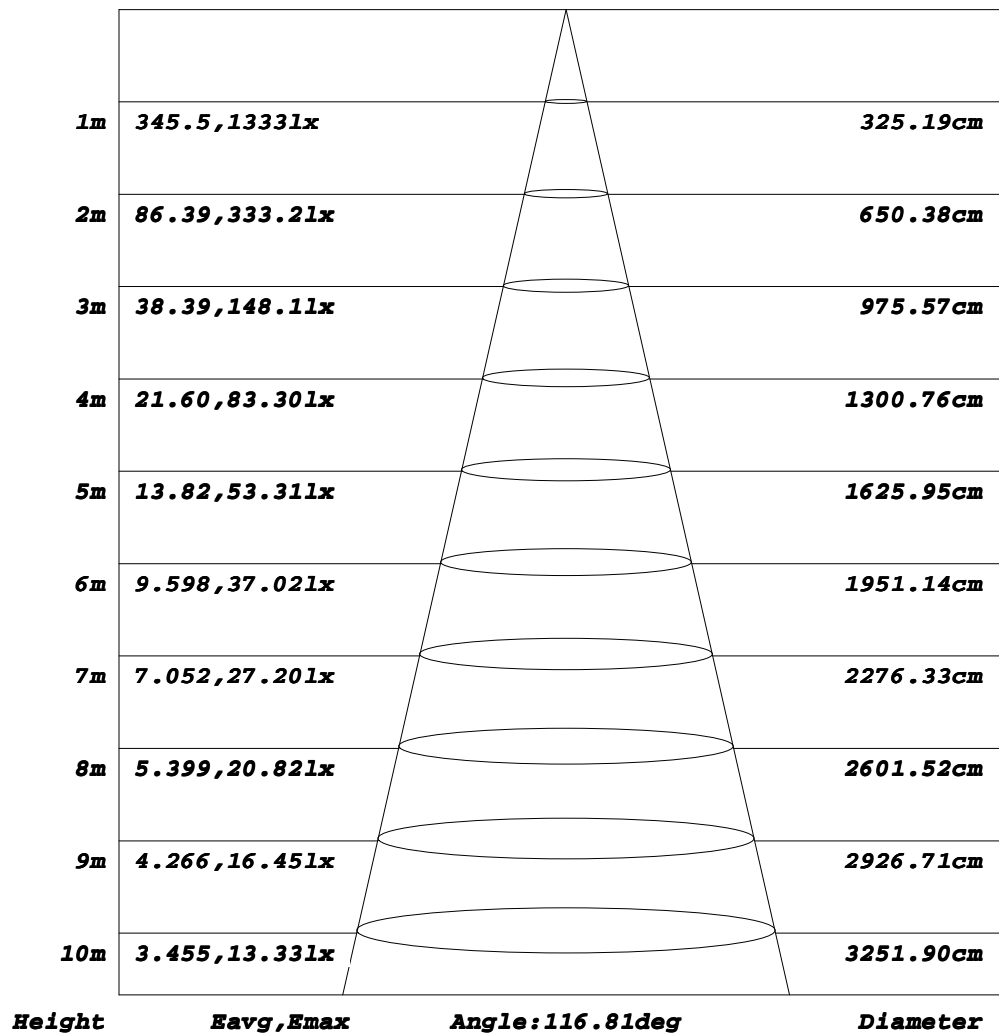 1m 345.5,1333lx 325.19cm
2m 86.39,333.2lx 650.38cm
3m 38.39,148.1lx 975.57cm
4m 21.60,83.30lx 1300.76cm
5m 13.82,53.31lx 1625.95cm
6m 9.598,37.02lx 1951.14cm
7m 7.052,27.20lx 2276.33cm
8m 5.399,20.82lx 2601.52cm
9m 4.266,16.45lx 2926.71cm
10m 3.455,13.33lx 3251.90cm
Height Eavg,Emax Angle:116.81deg Diameter